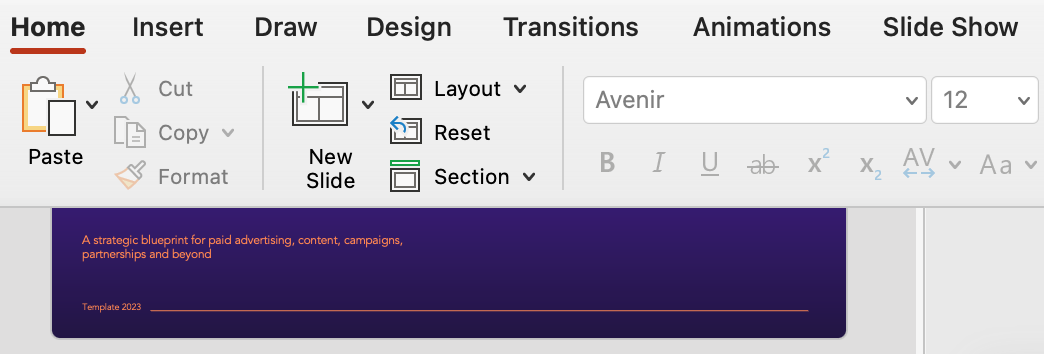 Home Insert Draw Design Transitions Animations Slide Show
Cut
Copy
Format
Paste
New
Slide
Layout
Reset
Section
Avenir 12
B I U ab x² x₂ AV Aa
A strategic blueprint for paid advertising, content, campaigns,
partnerships and beyond
Template 2023